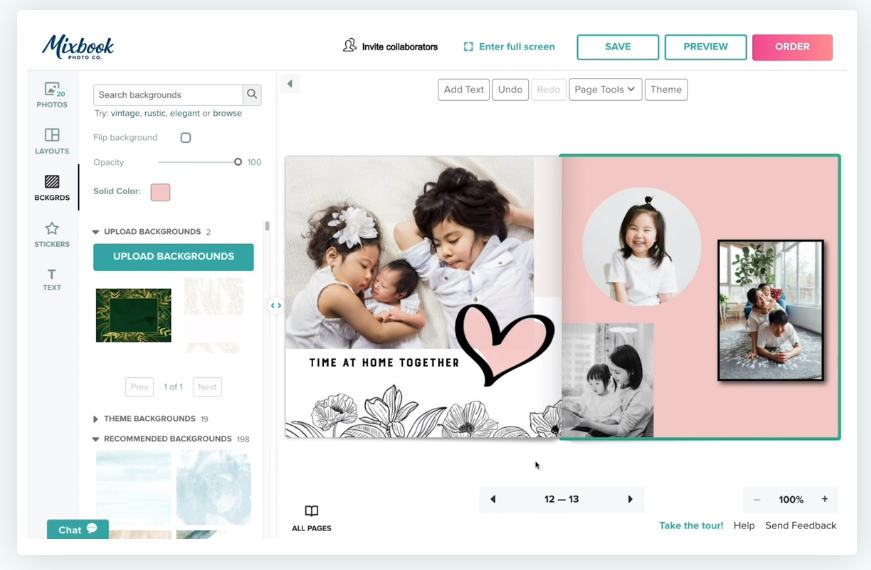 Mixbook
PHOTO CO.
Invite collaborators
Enter full screen
SAVE
PREVIEW
ORDER
20
PHOTOS
LAYOUTS
BCKGRDS
STICKERS
TEXT
Search backgrounds
Try: vintage, rustic, elegant or browse
Flip background
Opacity 100
Solid Color:
UPLOAD BACKGROUNDS 2
UPLOAD BACKGROUNDS
Prev 1 of 1 Next
THEME BACKGROUNDS 19
RECOMMENDED BACKGROUNDS 198
Chat
Add Text Undo Redo Page Tools Theme
TIME AT HOME TOGETHER
ALL PAGES
12 — 13
100%
Take the tour! Help Send Feedback